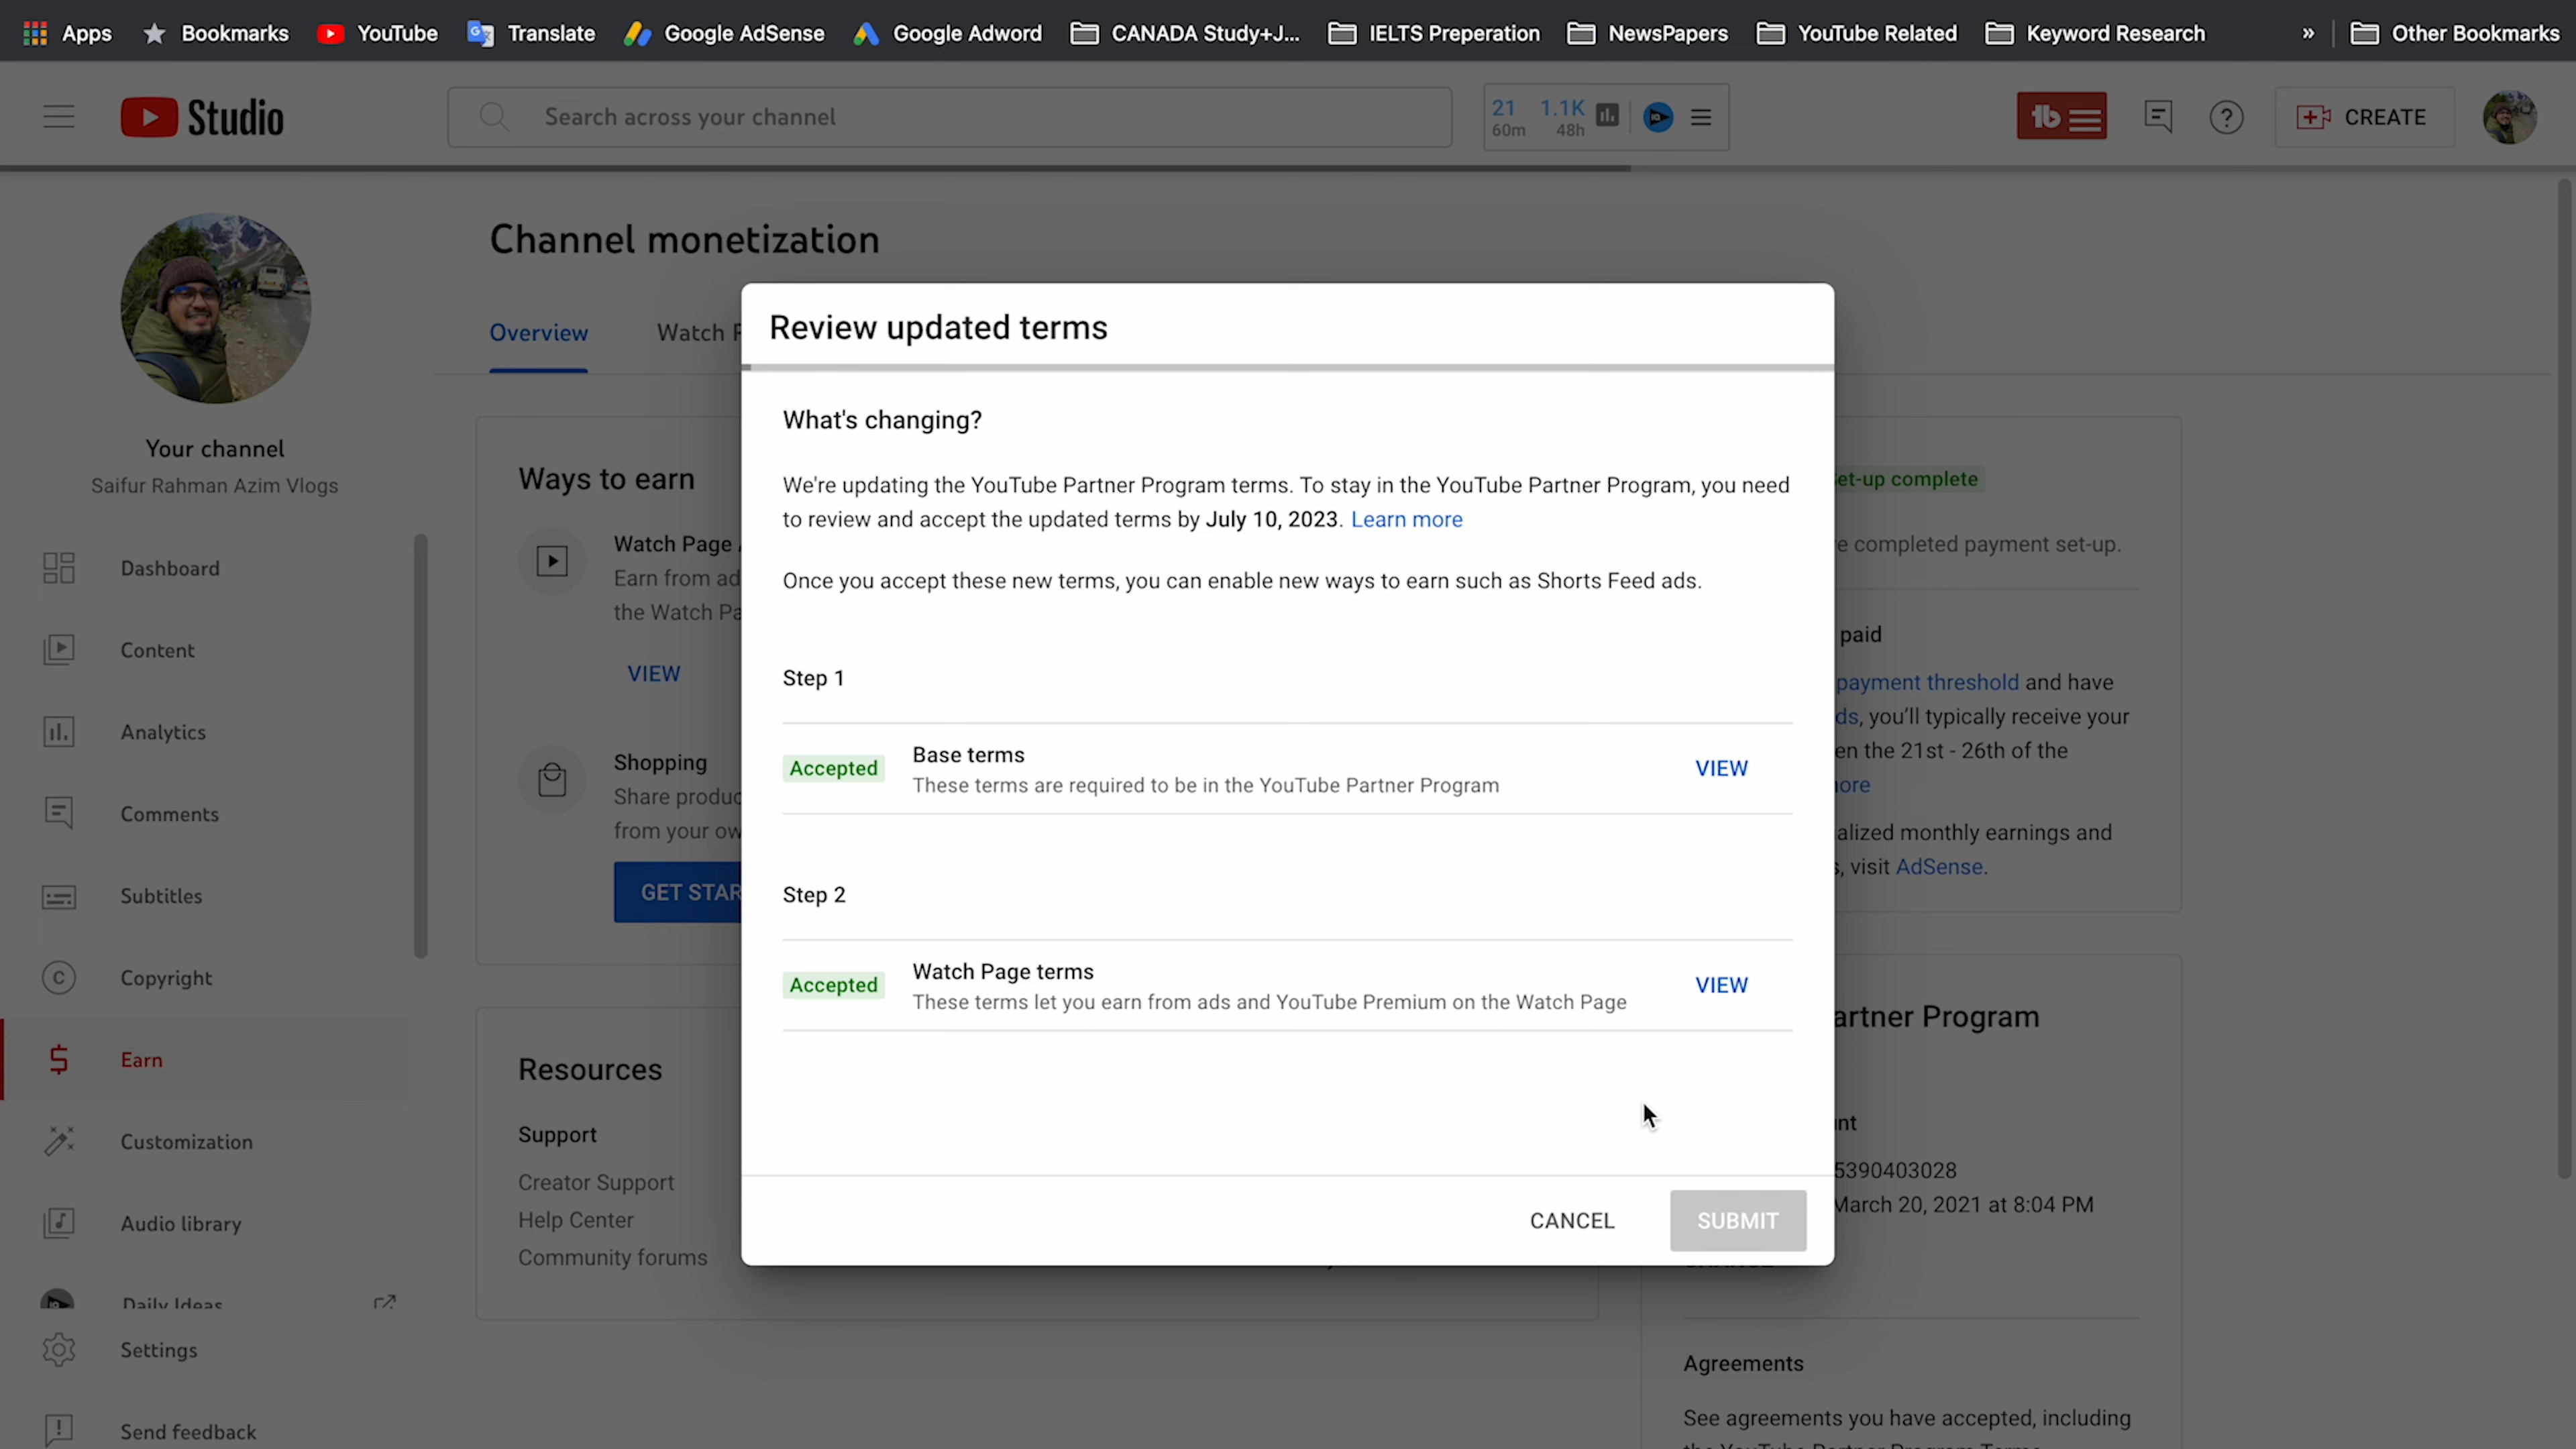 Apps
Bookmarks
YouTube
Translate
Google AdSense
Google Adword
CANADA Study+J...
IELTS Preperation
NewsPapers
YouTube Related
Keyword Research
»
Other Bookmarks
Studio
Search across your channel
21 1.1K
60m 48h
CREATE
Channel monetization
Overview
Watch
Your channel
Saifur Rahman Azim Vlogs
Dashboard
Content
Analytics
Comments
Subtitles
Copyright
Earn
Customization
Audio library
Daily Ideas
Settings
Send feedback
Ways to earn
Watch Page
Earn from ad
the Watch Pa
VIEW
Shopping
Share produc
from your ow
GET STAR
Resources
Support
Creator Support
Help Center
Community forums
Review updated terms
What's changing?
We're updating the YouTube Partner Program terms. To stay in the YouTube Partner Program, you need
to review and accept the updated terms by July 10, 2023. Learn more
Once you accept these new terms, you can enable new ways to earn such as Shorts Feed ads.
Step 1
Accepted
Base terms
These terms are required to be in the YouTube Partner Program
VIEW
Step 2
Accepted
Watch Page terms
These terms let you earn from ads and YouTube Premium on the Watch Page
VIEW
CANCEL
SUBMIT
et-up complete
e completed payment set-up.
paid
payment threshold and have
ds, you'll typically receive your
en the 21st - 26th of the
ore
alized monthly earnings and
, visit AdSense.
artner Program
nt
5390403028
March 20, 2021 at 8:04 PM
Agreements
See agreements you have accepted, including